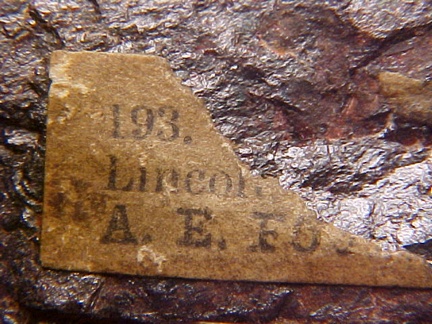 193.
Lincol
A. E. Fo